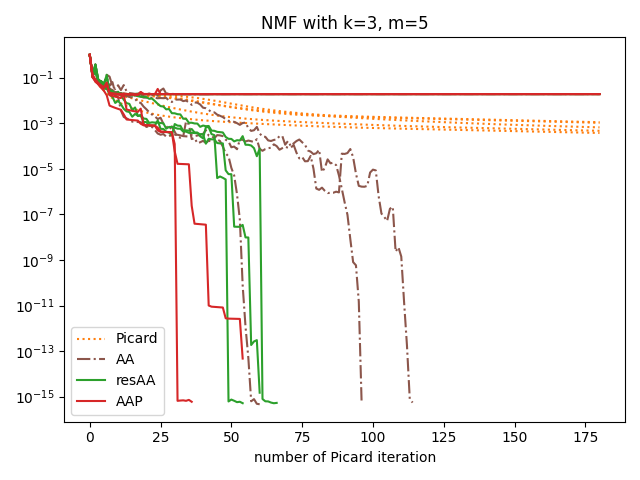 NMF with k=3, m=5
10⁻¹
10⁻³
10⁻⁵
10⁻⁷
10⁻⁹
10⁻¹¹
10⁻¹³
10⁻¹⁵
Picard
AA
resAA
AAP
0 25 50 75 100 125 150 175
number of Picard iteration